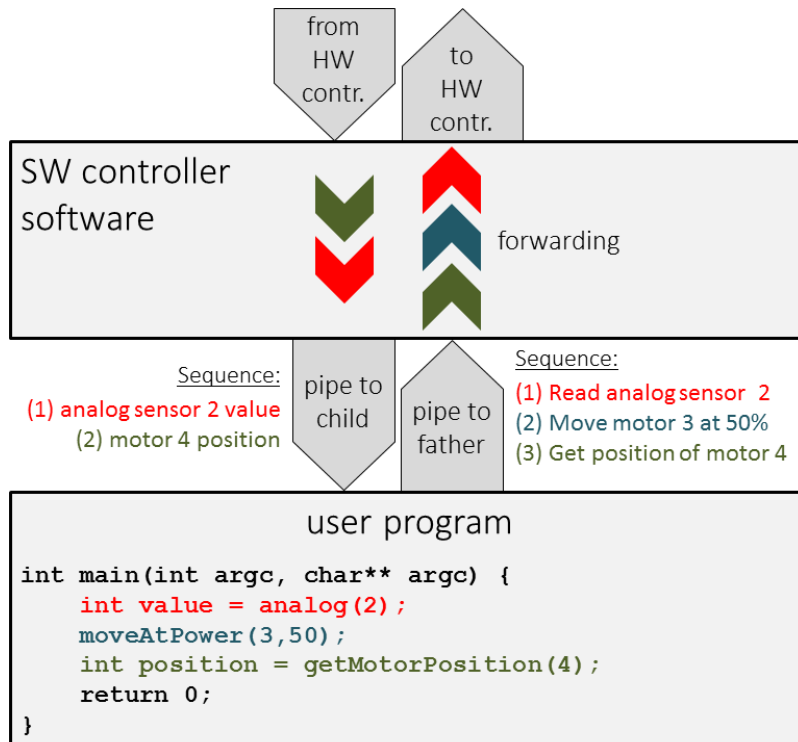 from
HW
contr.
to
HW
contr.
SW controller
software
forwarding
Sequence:
(1) analog sensor 2 value
(2) motor 4 position
pipe to
child
pipe to
father
Sequence:
(1) Read analog sensor 2
(2) Move motor 3 at 50%
(3) Get position of motor 4
user program
int main(int argc, char** argc) {
    int value = analog(2);
    moveAtPower(3,50);
    int position = getMotorPosition(4);
    return 0;
}